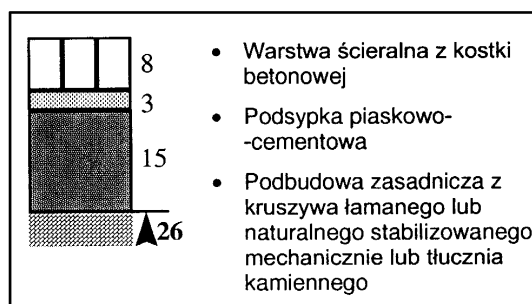 8
3
15
26
• Warstwa ścieralna z kostki
betonowej
• Podsypka piaskowo-
-cementowa
• Podbudowa zasadnicza z
kruszywa łamanego lub
naturalnego stabilizowanego
mechanicznie lub tłucznia
kamiennego